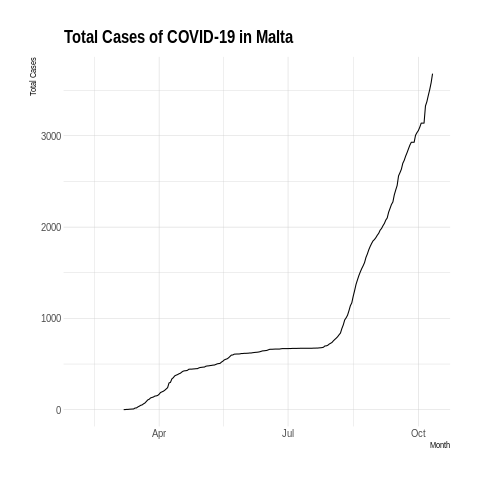 Total Cases of COVID-19 in Malta
Total Cases
3000
2000
1000
0
Apr Jul Oct
Month